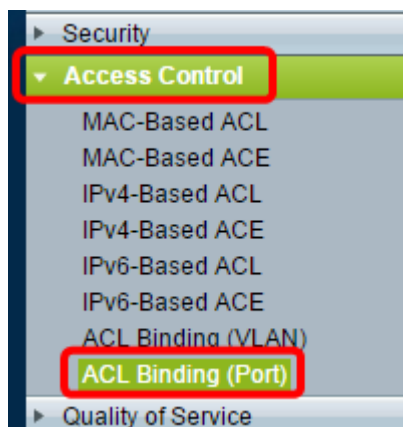 Security
Access Control
MAC-Based ACL
MAC-Based ACE
IPv4-Based ACL
IPv4-Based ACE
IPv6-Based ACL
IPv6-Based ACE
ACL Binding (VLAN)
ACL Binding (Port)
Quality of Service